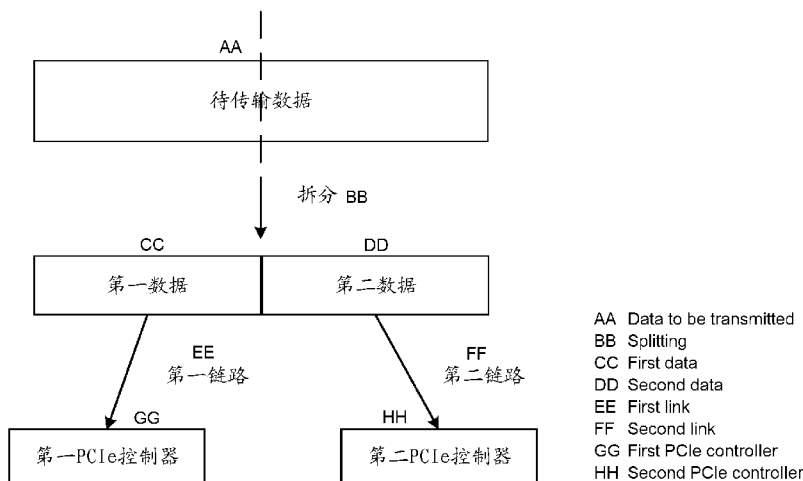 AA
待传输数据
拆分 BB
CC
DD
第一数据
第二数据
EE
第一链路
FF
第二链路
GG
HH
第一PCIe控制器
第二PCIe控制器
AA Data to be transmitted
BB Splitting
CC First data
DD Second data
EE First link
FF Second link
GG First PCIe controller
HH Second PCIe controller